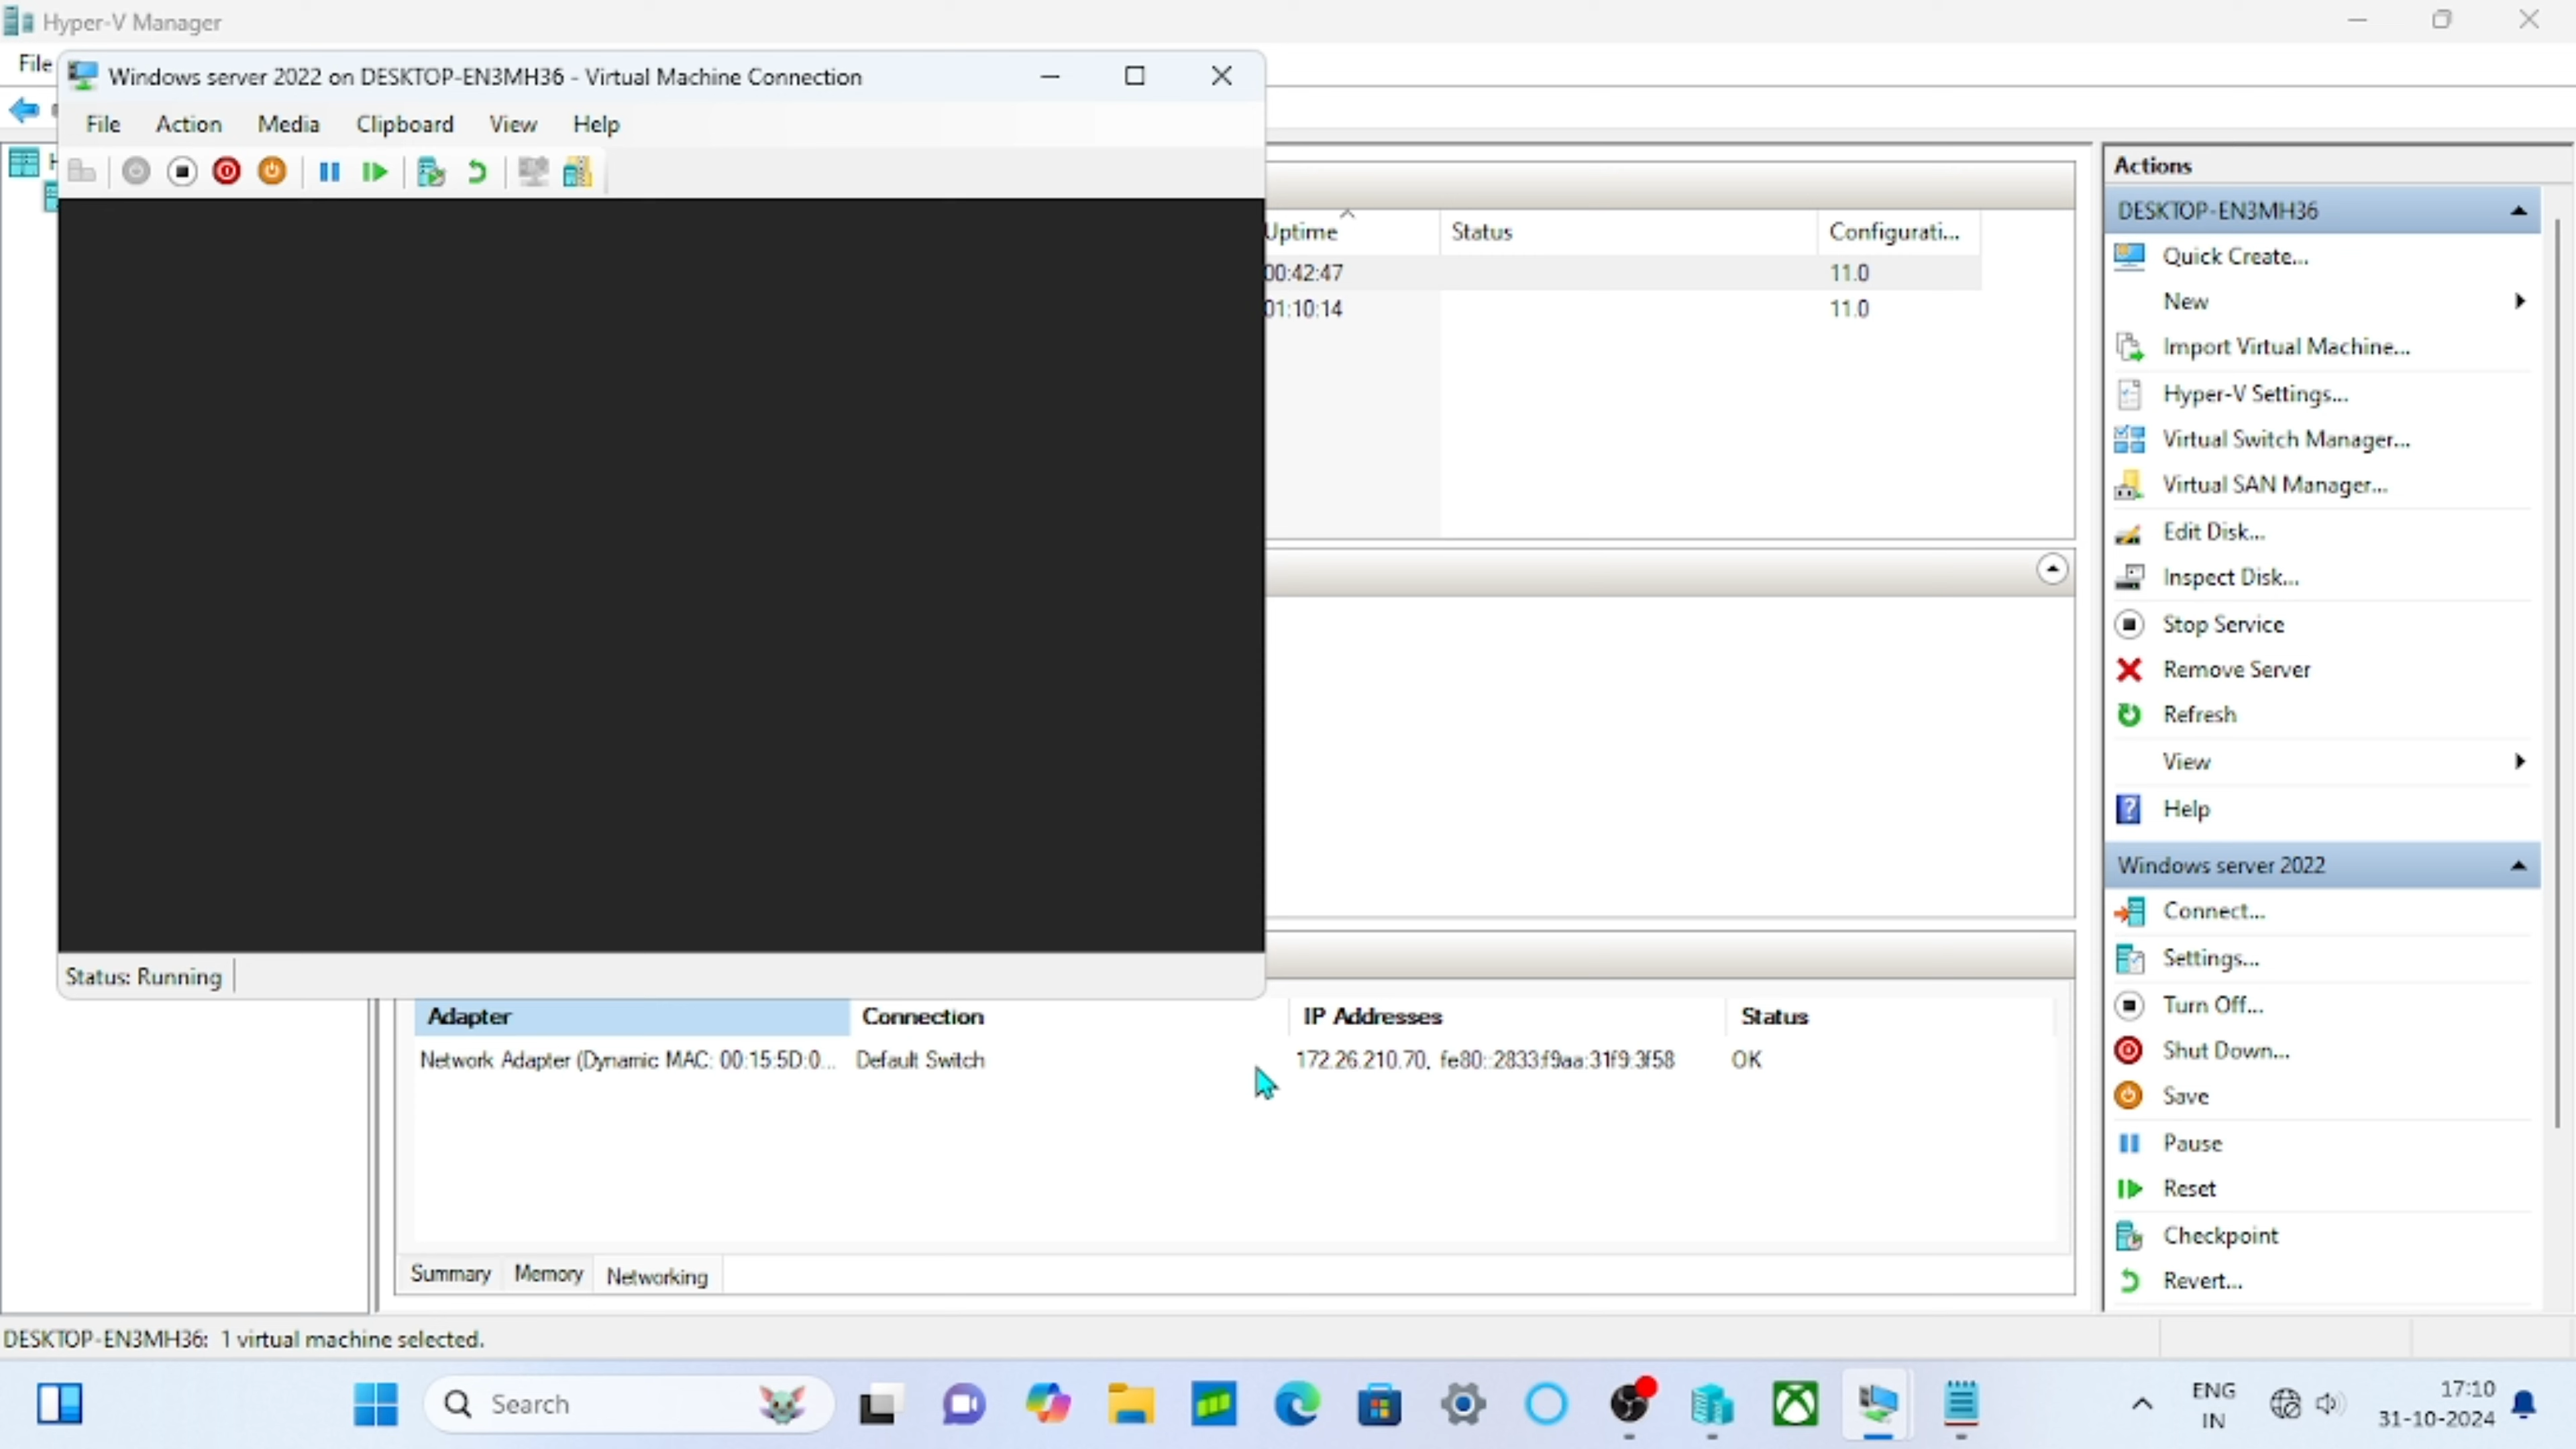 Hyper-V Manager
File
Windows server 2022 on DESKTOP-EN3MH36 - Virtual Machine Connection
File Action Media Clipboard View Help
Uptime Status Configurati...
00:42:47 11.0
01:10:14 11.0
Status: Running
Adapter Connection IP Addresses Status
Network Adapter (Dynamic MAC: 00:15:5D:0... Default Switch 172.26.210.70, fe80::2833:f9aa:31f9:3f58 OK
Summary Memory Networking
Actions
DESKTOP-EN3MH36
Quick Create...
New
Import Virtual Machine...
Hyper-V Settings...
Virtual Switch Manager...
Virtual SAN Manager...
Edit Disk...
Inspect Disk...
Stop Service
Remove Server
Refresh
View
Help
Windows server 2022
Connect...
Settings...
Turn Off...
Shut Down...
Save
Pause
Reset
Checkpoint
Revert...
DESKTOP-EN3MH36: 1 virtual machine selected.
Search
ENG
IN
17:10
31-10-2024